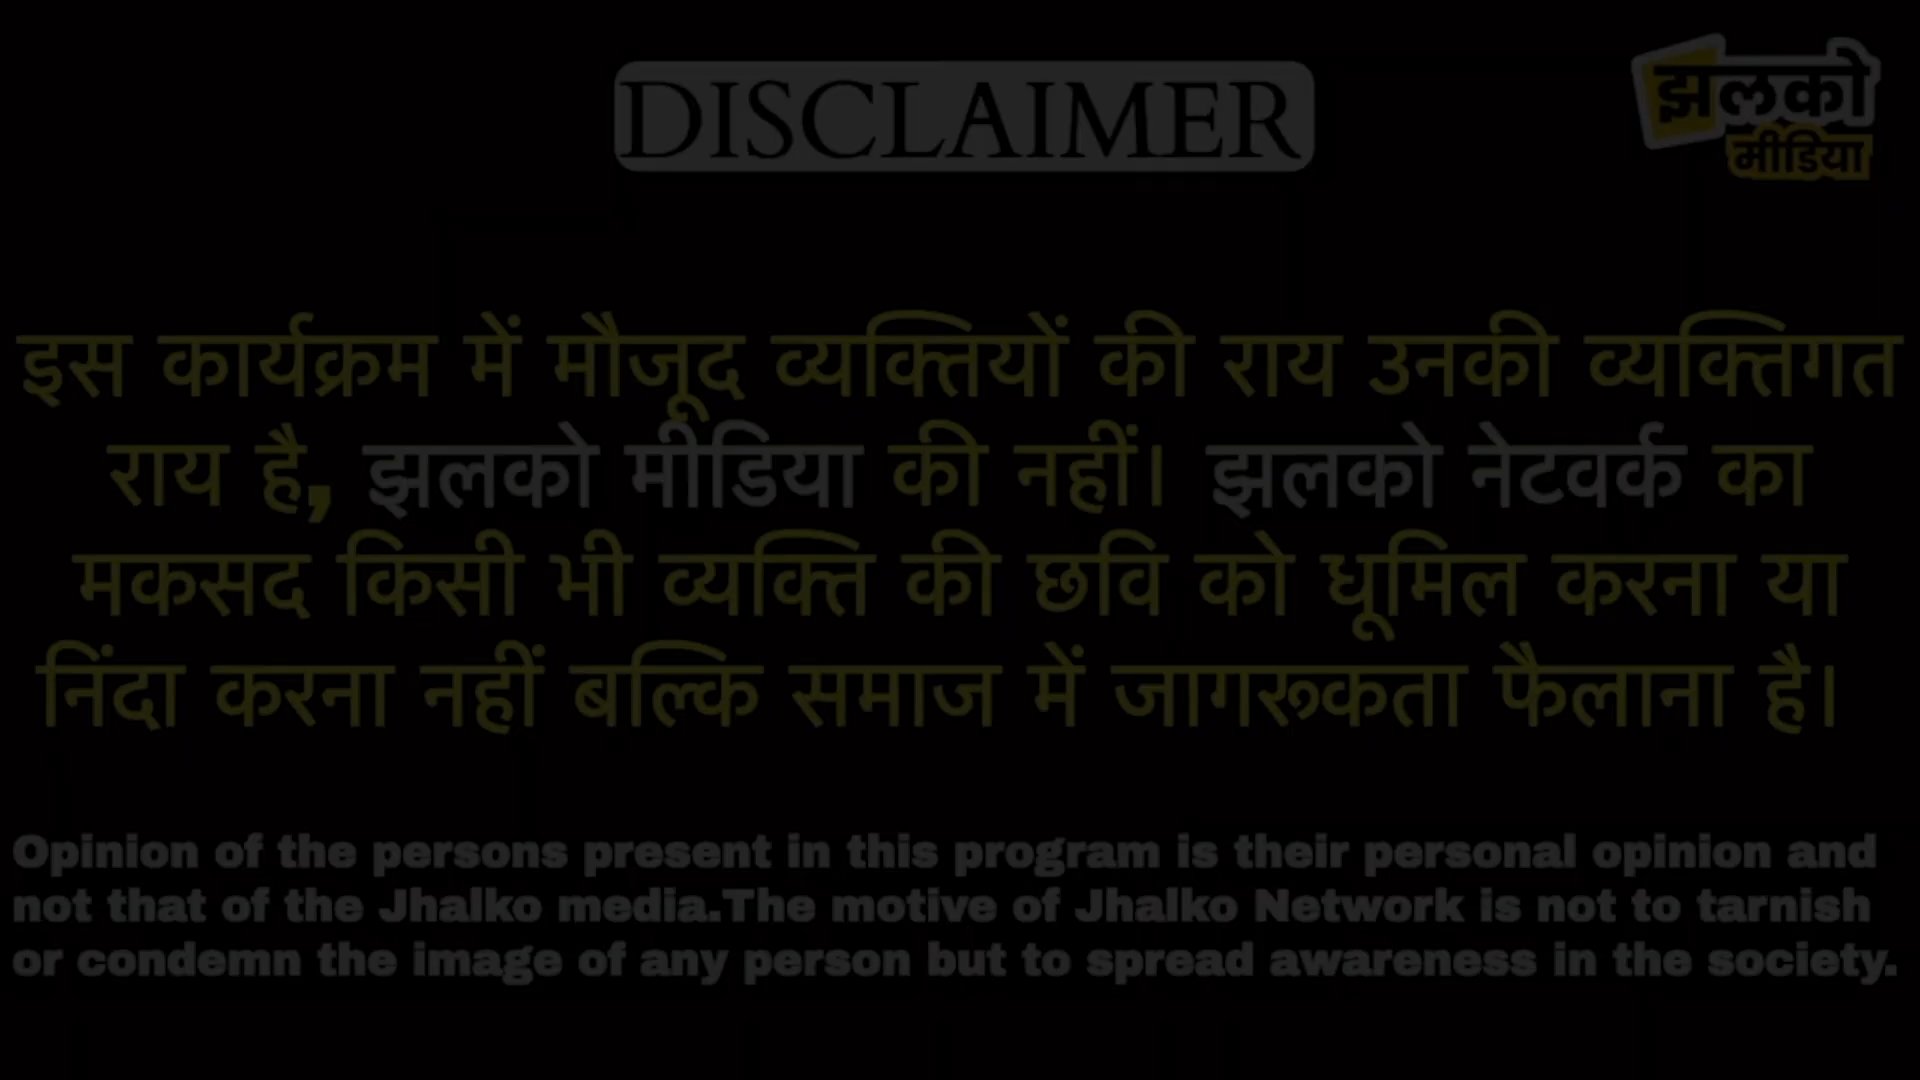 DISCLAIMER
झलको
मीडिया
इस कार्यक्रम में मौजूद व्यक्तियों की राय उनकी व्यक्तिगत
राय है, झलको मीडिया की नहीं। झलको नेटवर्क का
मकसद किसी भी व्यक्ति की छवि को धूमिल करना या
निंदा करना नहीं बल्कि समाज में जागरूकता फैलाना है।
Opinion of the persons present in this program is their personal opinion and
not that of the Jhalko media.The motive of Jhalko Network is not to tarnish
or condemn the image of any person but to spread awareness in the society.